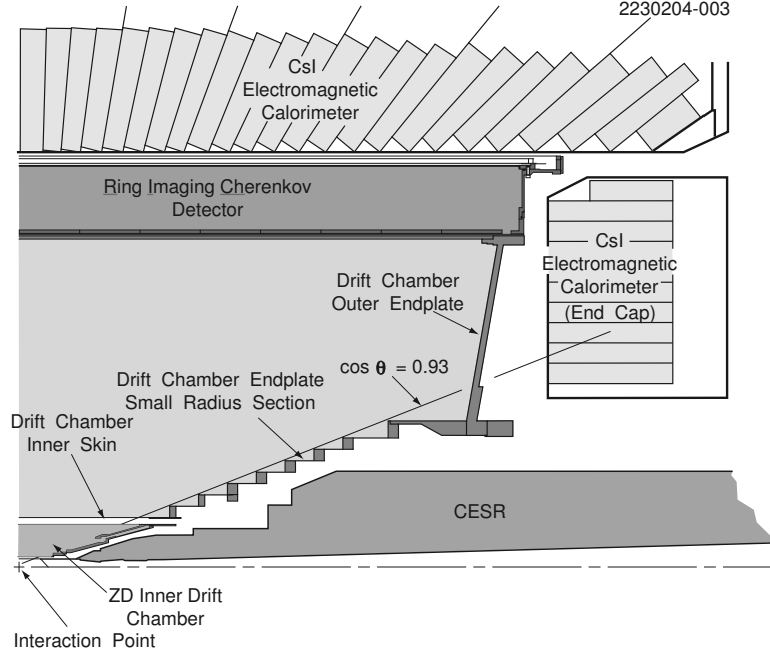 2230204-003
CsI
Electromagnetic
Calorimeter
Ring Imaging Cherenkov
Detector
CsI
Electromagnetic
Calorimeter
(End Cap)
Drift Chamber
Outer Endplate
cos θ = 0.93
Drift Chamber Endplate
Small Radius Section
Drift Chamber
Inner Skin
CESR
ZD Inner Drift
Chamber
Interaction Point